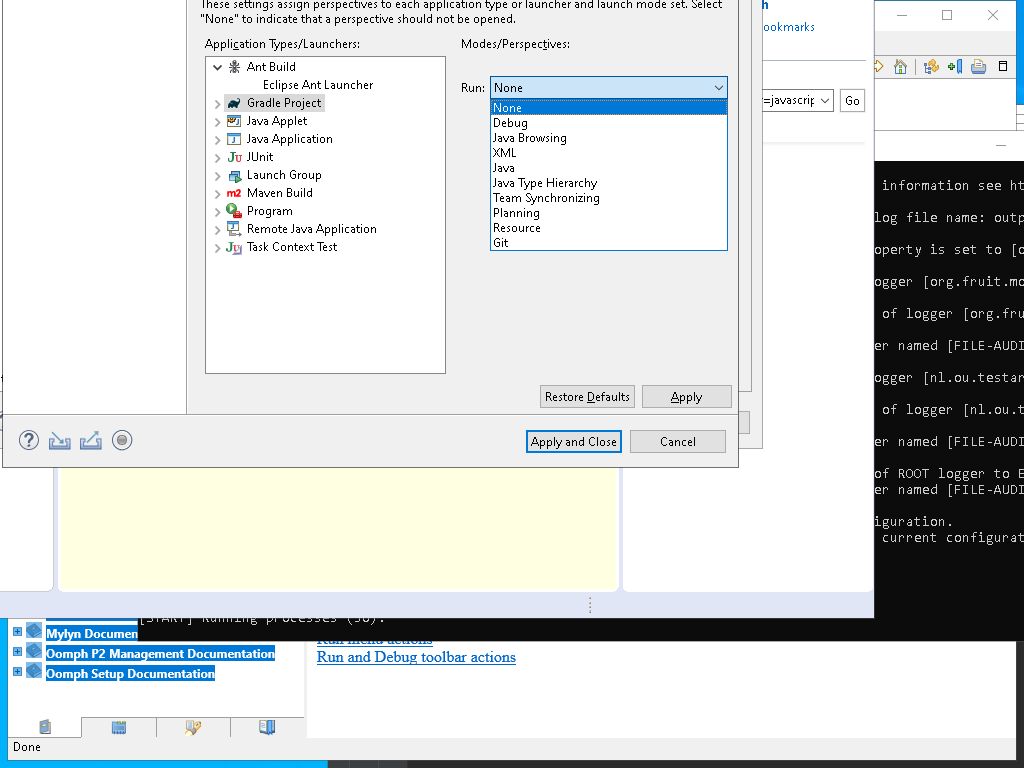 These settings assign perspectives to each application type or launcher and launch mode set. Select
"None" to indicate that a perspective should not be opened.
Application Types/Launchers:
Modes/Perspectives:
Ant Build
Eclipse Ant Launcher
Gradle Project
Java Applet
Java Application
JUnit
Launch Group
Maven Build
Program
Remote Java Application
Task Context Test
Run: None
None
Debug
Java Browsing
XML
Java
Java Type Hierarchy
Team Synchronizing
Planning
Resource
Git
Restore Defaults
Apply
Apply and Close
Cancel
ookmarks
=javascrip
Go
information see ht
log file name: outp
operty is set to [o
ogger [org.fruit.mo
of logger [org.fru
er named [FILE-AUDI
ogger [nl.ou.testar
of logger [nl.ou.t
er named [FILE-AUDI
of ROOT logger to E
er named [FILE-AUDI
iguration.
current configurat
[START] Running processes (50):
Mylyn Documen
Oomph P2 Management Documentation
Oomph Setup Documentation
Run menu actions
Run and Debug toolbar actions
Done